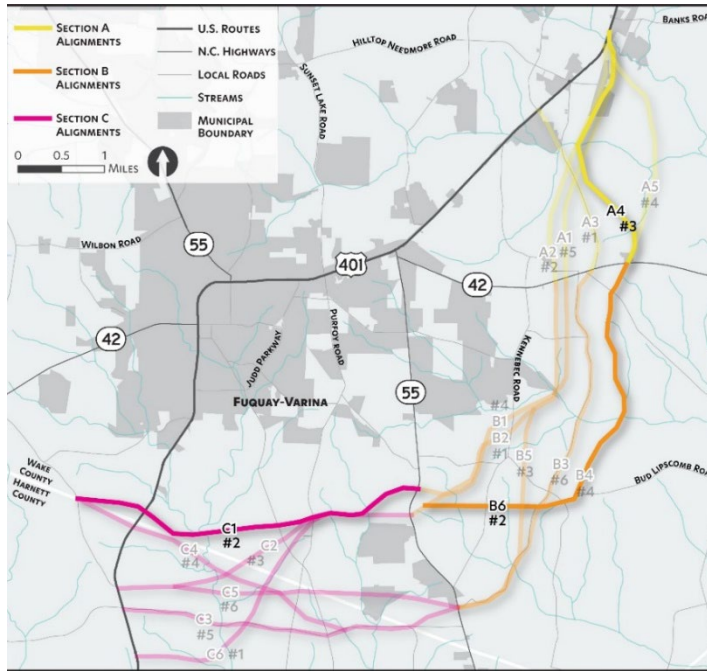 SECTION A
ALIGNMENTS
SECTION B
ALIGNMENTS
SECTION C
ALIGNMENTS
0 0.5 1
MILES
U.S. ROUTES
N.C. HIGHWAYS
LOCAL ROADS
STREAMS
MUNICIPAL
BOUNDARY
HILLTOP NEEDMORE ROAD
BANKS ROA
SUNSET LAKE ROAD
A5
#4
A4
#3
A3
#1
A1
#5
A2
#2
WILBON ROAD
55
401
42
42
JUDD PARKWAY
PURFOY ROAD
KENNEBEC ROAD
55
FUQUAY-VARINA
#4
B1
B2
#1
B5
#3
B3
#6
B4
#4
BUD LIPSCOMB ROAD
B6
#2
WAKE
COUNTY
HARNETT
COUNTY
C1
#2
C2
#3
C4
#4
C5
#6
C3
#5
C6 #1